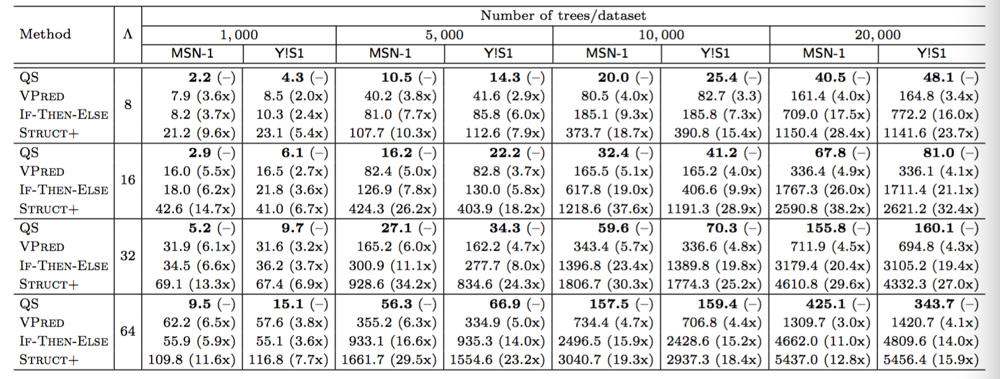 Number of trees/dataset
Method Λ 1,000 5,000 10,000 20,000
MSN-1 Y!S1 MSN-1 Y!S1 MSN-1 Y!S1 MSN-1 Y!S1
QS 2.2 (–) 4.3 (–) 10.5 (–) 14.3 (–) 20.0 (–) 25.4 (–) 40.5 (–) 48.1 (–)
VPRED 7.9 (3.6x) 8.5 (2.0x) 40.2 (3.8x) 41.6 (2.9x) 80.5 (4.0x) 82.7 (3.3) 161.4 (4.0x) 164.8 (3.4x)
8
IF-THEN-ELSE 8.2 (3.7x) 10.3 (2.4x) 81.0 (7.7x) 85.8 (6.0x) 185.1 (9.3x) 185.8 (7.3x) 709.0 (17.5x) 772.2 (16.0x)
STRUCT+ 21.2 (9.6x) 23.1 (5.4x) 107.7 (10.3x) 112.6 (7.9x) 373.7 (18.7x) 390.8 (15.4x) 1150.4 (28.4x) 1141.6 (23.7x)
QS 2.9 (–) 6.1 (–) 16.2 (–) 22.2 (–) 32.4 (–) 41.2 (–) 67.8 (–) 81.0 (–)
VPRED 16.0 (5.5x) 16.5 (2.7x) 82.4 (5.0x) 82.8 (3.7x) 165.5 (5.1x) 165.2 (4.0x) 336.4 (4.9x) 336.1 (4.1x)
16
IF-THEN-ELSE 18.0 (6.2x) 21.8 (3.6x) 126.9 (7.8x) 130.0 (5.8x) 617.8 (19.0x) 406.6 (9.9x) 1767.3 (26.0x) 1711.4 (21.1x)
STRUCT+ 42.6 (14.7x) 41.0 (6.7x) 424.3 (26.2x) 403.9 (18.2x) 1218.6 (37.6x) 1191.3 (28.9x) 2590.8 (38.2x) 2621.2 (32.4x)
QS 5.2 (–) 9.7 (–) 27.1 (–) 34.3 (–) 59.6 (–) 70.3 (–) 155.8 (–) 160.1 (–)
VPRED 31.9 (6.1x) 31.6 (3.2x) 165.2 (6.0x) 162.2 (4.7x) 343.4 (5.7x) 336.6 (4.8x) 711.9 (4.5x) 694.8 (4.3x)
32
IF-THEN-ELSE 34.5 (6.6x) 36.2 (3.7x) 300.9 (11.1x) 277.7 (8.0x) 1396.8 (23.4x) 1389.8 (19.8x) 3179.4 (20.4x) 3105.2 (19.4x)
STRUCT+ 69.1 (13.3x) 67.4 (6.9x) 928.6 (34.2x) 834.6 (24.3x) 1806.7 (30.3x) 1774.3 (25.2x) 4610.8 (29.6x) 4332.3 (27.0x)
QS 9.5 (–) 15.1 (–) 56.3 (–) 66.9 (–) 157.5 (–) 159.4 (–) 425.1 (–) 343.7 (–)
VPRED 62.2 (6.5x) 57.6 (3.8x) 355.2 (6.3x) 334.9 (5.0x) 734.4 (4.7x) 706.8 (4.4x) 1309.7 (3.0x) 1420.7 (4.1x)
64
IF-THEN-ELSE 55.9 (5.9x) 55.1 (3.6x) 933.1 (16.6x) 935.3 (14.0x) 2496.5 (15.9x) 2428.6 (15.2x) 4662.0 (11.0x) 4809.6 (14.0x)
STRUCT+ 109.8 (11.6x) 116.8 (7.7x) 1661.7 (29.5x) 1554.6 (23.2x) 3040.7 (19.3x) 2937.3 (18.4x) 5437.0 (12.8x) 5456.4 (15.9x)